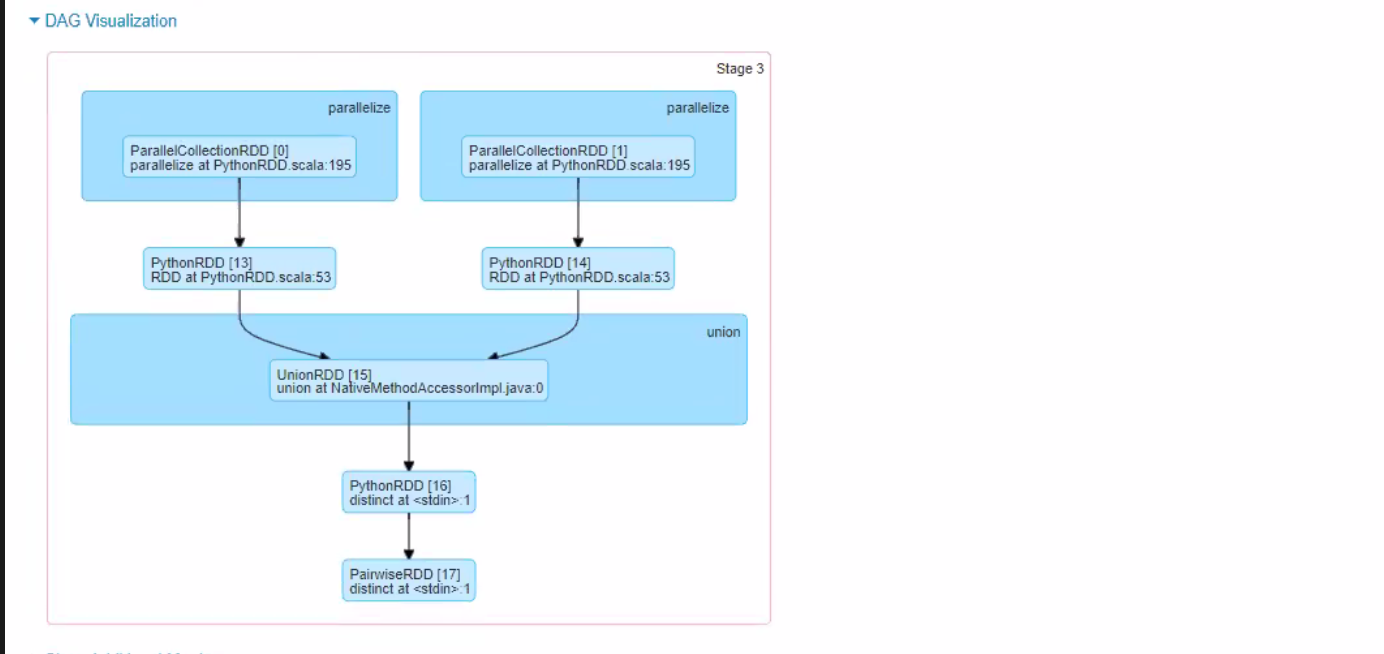 DAG Visualization
Stage 3
parallelize
parallelize
ParallelCollectionRDD [0]
parallelize at PythonRDD.scala:195
ParallelCollectionRDD [1]
parallelize at PythonRDD.scala:195
PythonRDD [13]
RDD at PythonRDD.scala:53
PythonRDD [14]
RDD at PythonRDD.scala:53
union
UnionRDD [15]
union at NativeMethodAccessorImpl.java:0
PythonRDD [16]
distinct at <stdin>:1
PairwiseRDD [17]
distinct at <stdin>:1